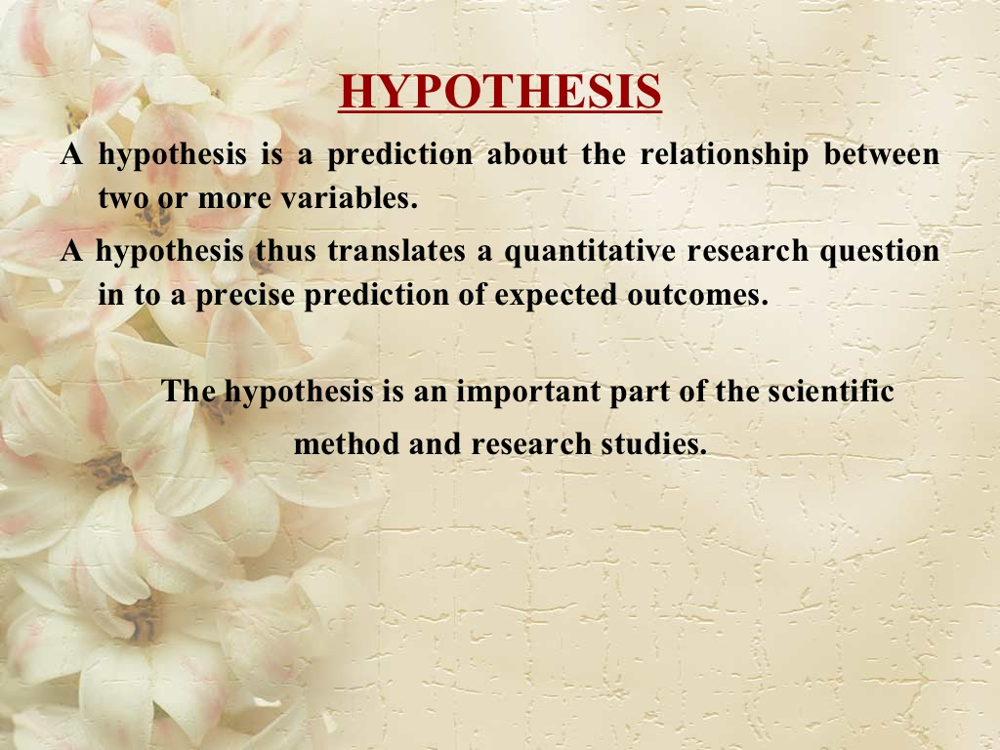 HYPOTHESIS
A hypothesis is a prediction about the relationship between
two or more variables.
A hypothesis thus translates a quantitative research question
in to a precise prediction of expected outcomes.
The hypothesis is an important part of the scientific
method and research studies.